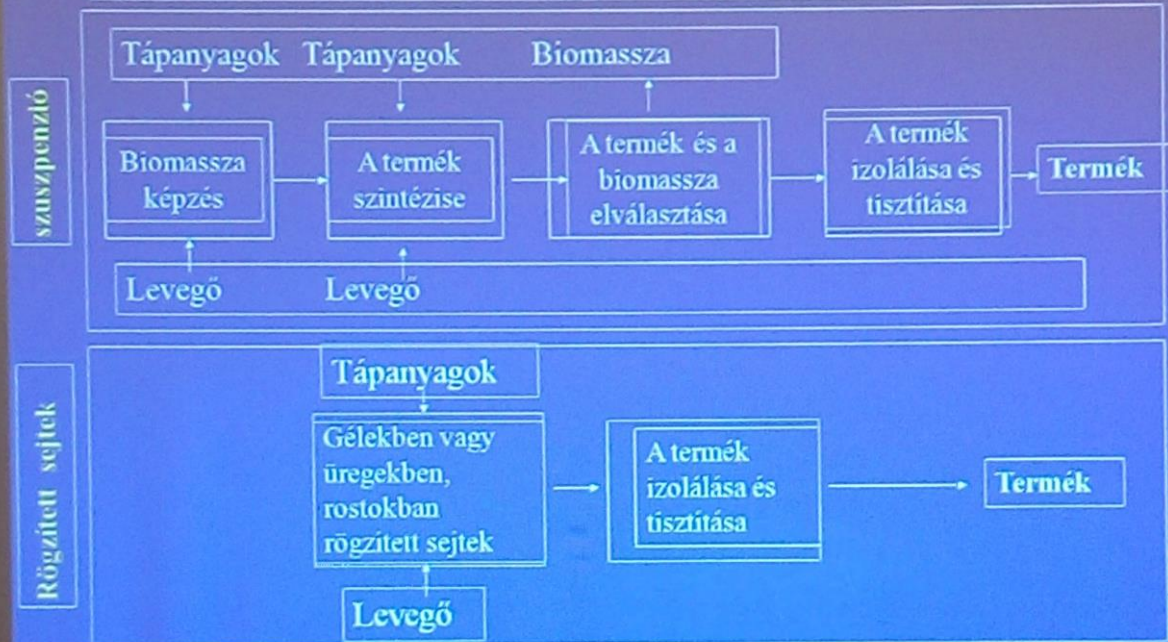 szuszpenzió
Tápanyagok Tápanyagok Biomassza
Biomassza
képzés
A termék
szintézise
A termék és a
biomassza
elválasztása
A termék
izolálása és
tisztítása
Termék
Levegő Levegő
Rögzített sejtek
Tápanyagok
Gélekben vagy
üregekben,
rostokban
rögzített sejtek
A termék
izolálása és
tisztítása
Termék
Levegő